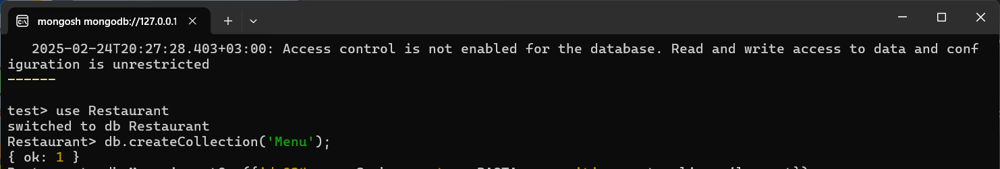 mongosh mongodb://127.0.0.1
2025-02-24T20:27:28.403+03:00: Access control is not enabled for the database. Read and write access to data and conf
iguration is unrestricted
------
test> use Restaurant
switched to db Restaurant
Restaurant> db.createCollection('Menu');
{ ok: 1 }